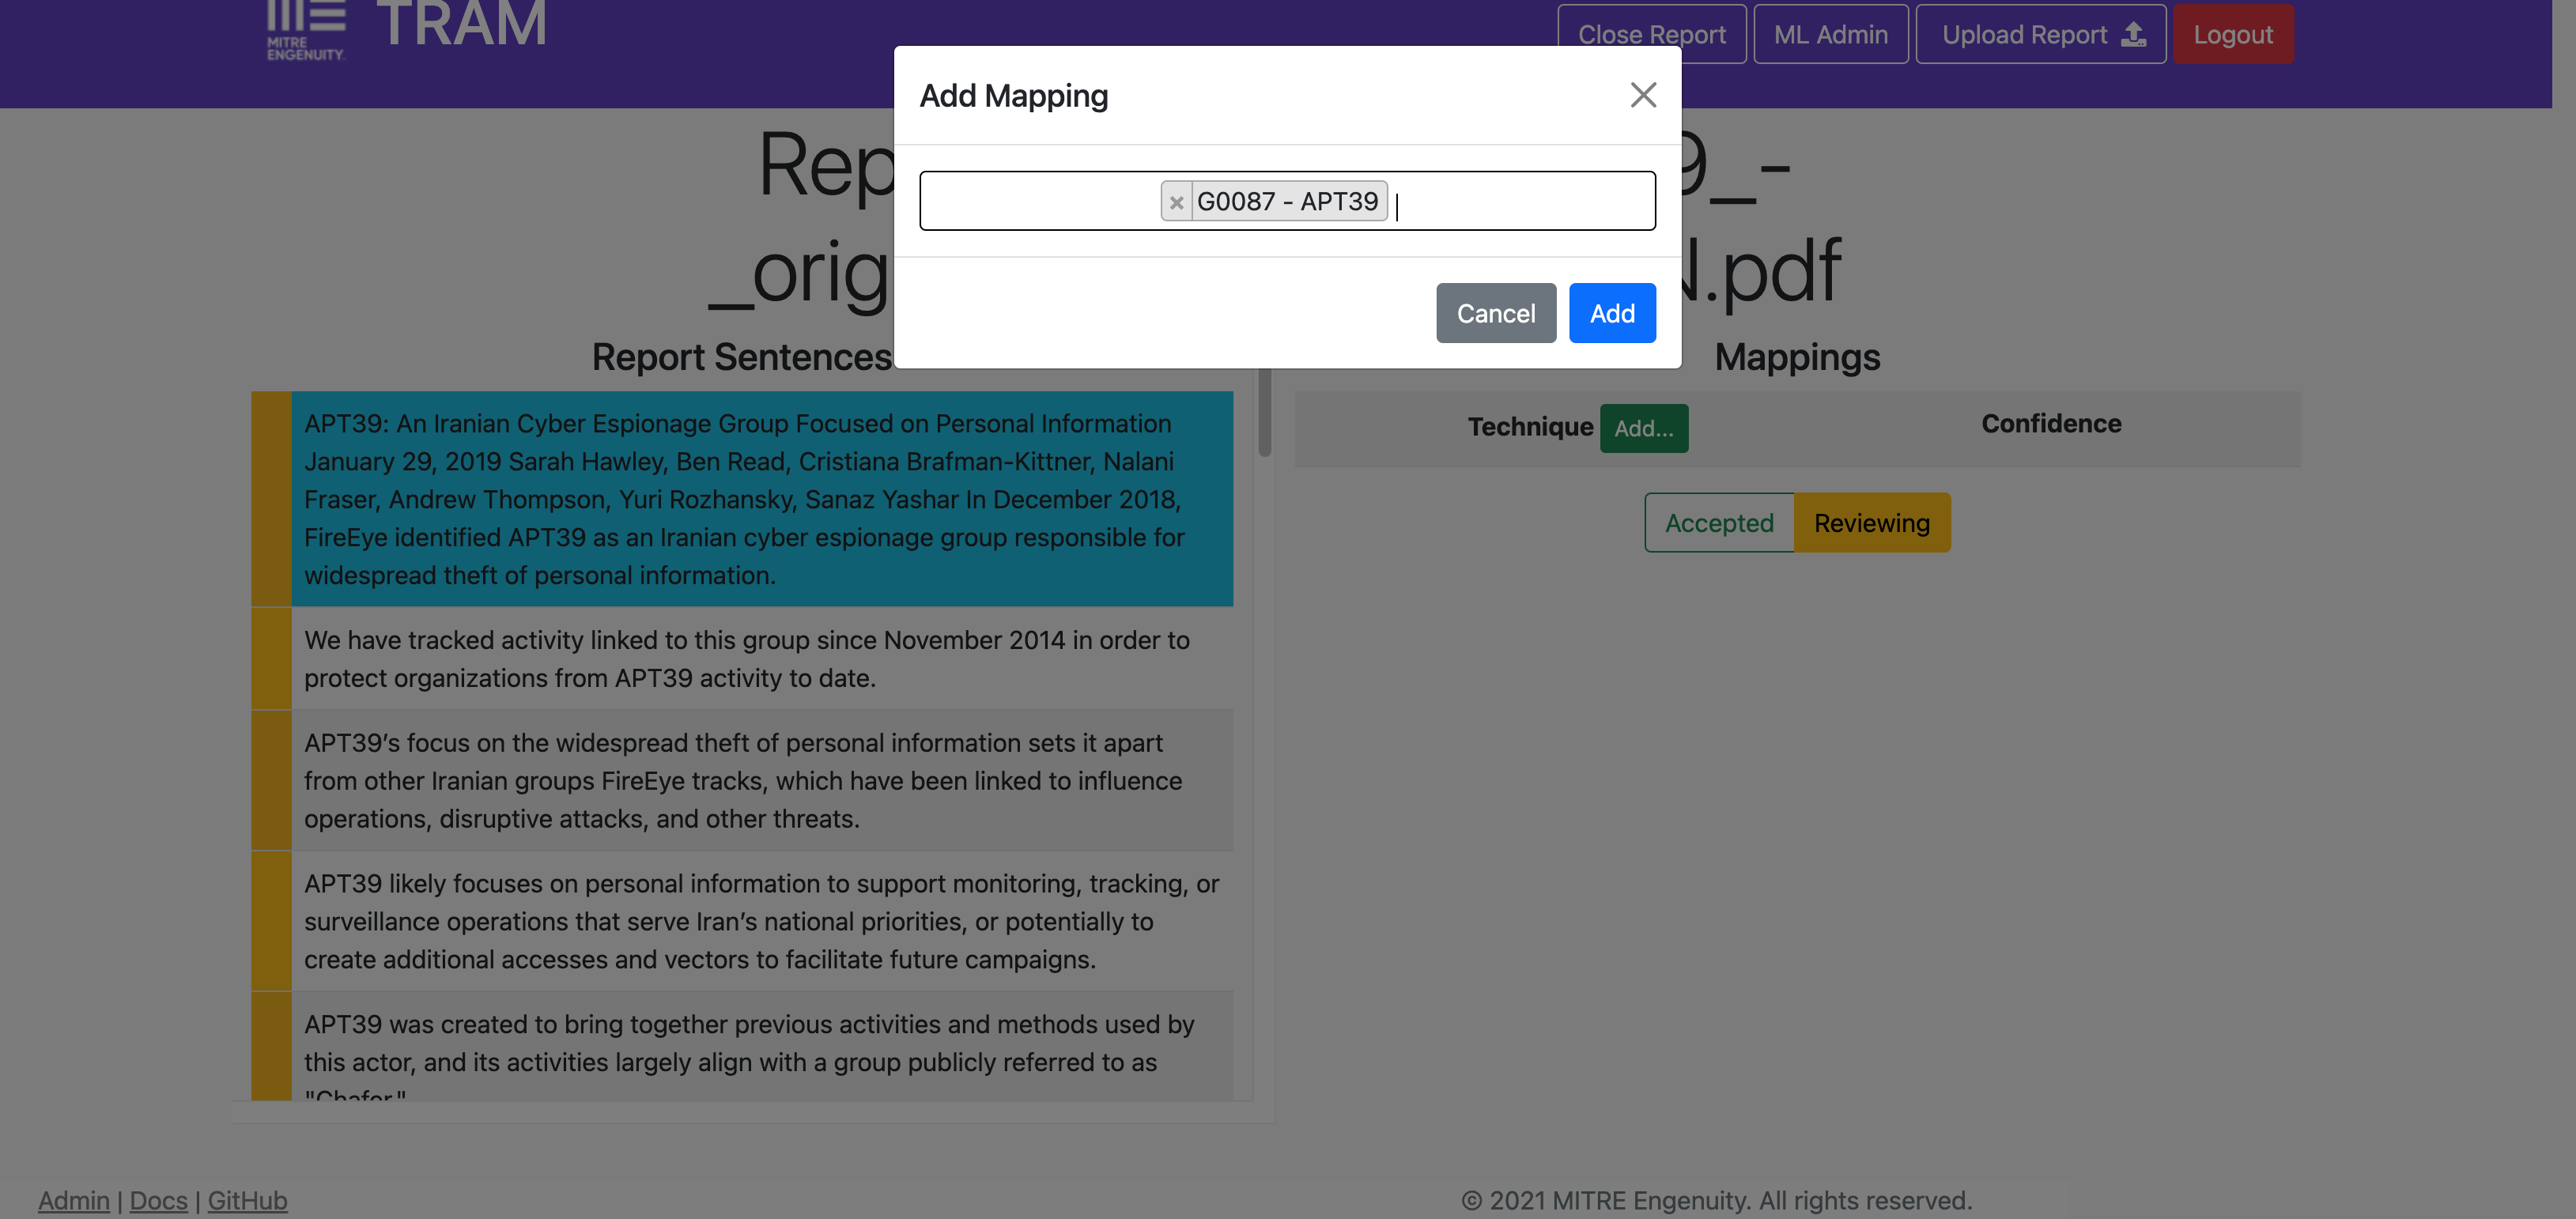 MITRE
ENGENUITY.
TRAM
Close Report
ML Admin
Upload Report
Logout
Add Mapping
× G0087 - APT39
Cancel
Add
Rep 9_-
_orig .pdf
Report Sentences
Mappings
APT39: An Iranian Cyber Espionage Group Focused on Personal Information
January 29, 2019 Sarah Hawley, Ben Read, Cristiana Brafman-Kittner, Nalani
Fraser, Andrew Thompson, Yuri Rozhansky, Sanaz Yashar In December 2018,
FireEye identified APT39 as an Iranian cyber espionage group responsible for
widespread theft of personal information.
We have tracked activity linked to this group since November 2014 in order to
protect organizations from APT39 activity to date.
APT39’s focus on the widespread theft of personal information sets it apart
from other Iranian groups FireEye tracks, which have been linked to influence
operations, disruptive attacks, and other threats.
APT39 likely focuses on personal information to support monitoring, tracking, or
surveillance operations that serve Iran’s national priorities, or potentially to
create additional accesses and vectors to facilitate future campaigns.
APT39 was created to bring together previous activities and methods used by
this actor, and its activities largely align with a group publicly referred to as
"Chafer."
Technique Add...
Confidence
Accepted
Reviewing
Admin | Docs | GitHub
© 2021 MITRE Engenuity. All rights reserved.